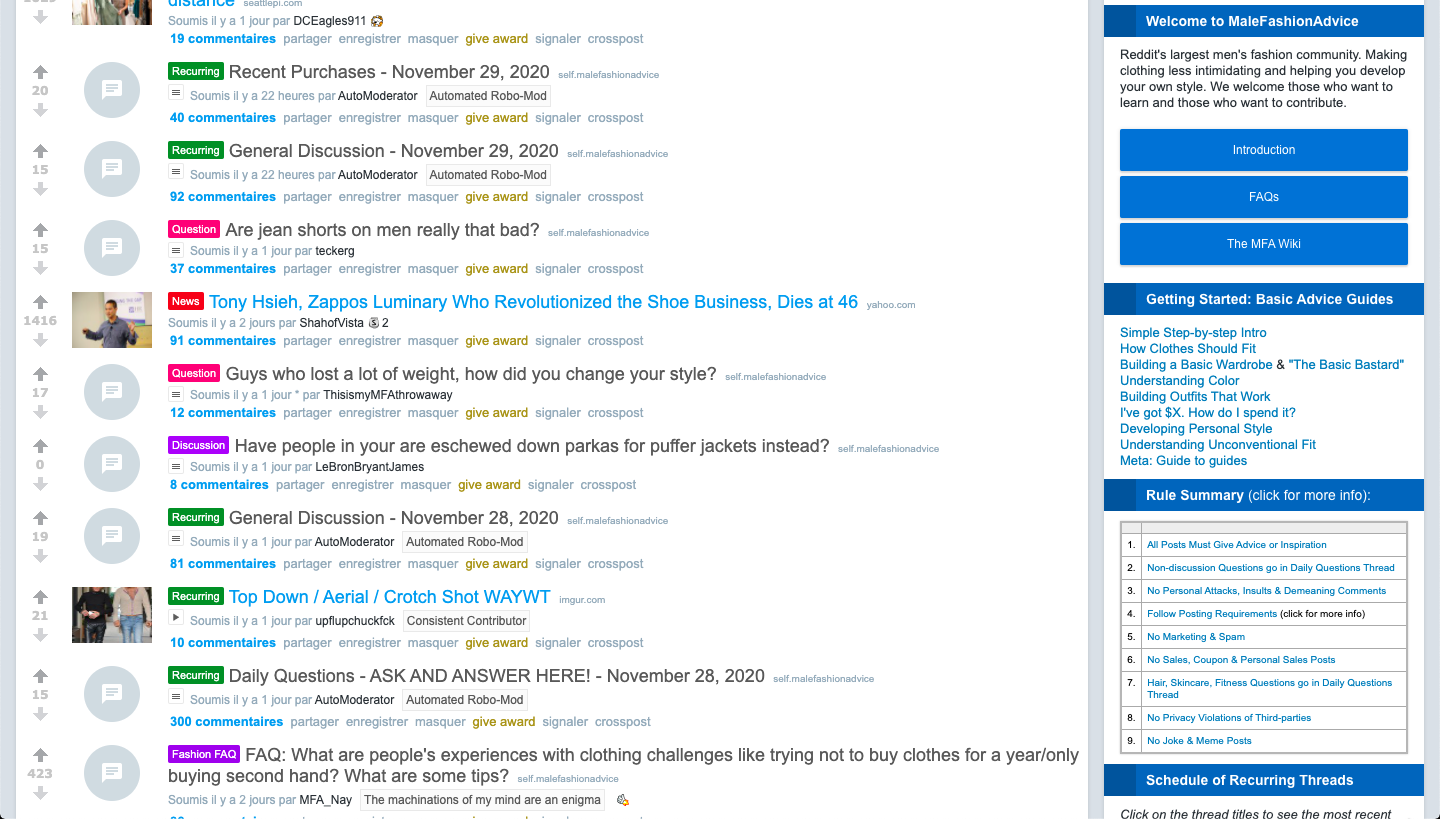 distance seattlepi.com
Soumis il y a 1 jour par DCEagles911
19 commentaires partager enregistrer masquer give award signaler crosspost
20
Recurring Recent Purchases - November 29, 2020 self.malefashionadvice
Soumis il y a 22 heures par AutoModerator Automated Robo-Mod
40 commentaires partager enregistrer masquer give award signaler crosspost
15
Recurring General Discussion - November 29, 2020 self.malefashionadvice
Soumis il y a 22 heures par AutoModerator Automated Robo-Mod
92 commentaires partager enregistrer masquer give award signaler crosspost
15
Question Are jean shorts on men really that bad? self.malefashionadvice
Soumis il y a 1 jour par teckerg
37 commentaires partager enregistrer masquer give award signaler crosspost
1416
News Tony Hsieh, Zappos Luminary Who Revolutionized the Shoe Business, Dies at 46 yahoo.com
Soumis il y a 2 jours par ShahofVista 2
91 commentaires partager enregistrer masquer give award signaler crosspost
17
Question Guys who lost a lot of weight, how did you change your style? self.malefashionadvice
Soumis il y a 1 jour * par ThisismyMFAthrowaway
12 commentaires partager enregistrer masquer give award signaler crosspost
0
Discussion Have people in your are eschewed down parkas for puffer jackets instead? self.malefashionadvice
Soumis il y a 1 jour par LeBronBryantJames
8 commentaires partager enregistrer masquer give award signaler crosspost
19
Recurring General Discussion - November 28, 2020 self.malefashionadvice
Soumis il y a 1 jour par AutoModerator Automated Robo-Mod
81 commentaires partager enregistrer masquer give award signaler crosspost
21
Recurring Top Down / Aerial / Crotch Shot WAYWT imgur.com
Soumis il y a 1 jour par upflupchuckfck Consistent Contributor
10 commentaires partager enregistrer masquer give award signaler crosspost
15
Recurring Daily Questions - ASK AND ANSWER HERE! - November 28, 2020 self.malefashionadvice
Soumis il y a 1 jour par AutoModerator Automated Robo-Mod
300 commentaires partager enregistrer masquer give award signaler crosspost
423
Fashion FAQ FAQ: What are people's experiences with clothing challenges like trying not to buy clothes for a year/only
buying second hand? What are some tips? self.malefashionadvice
Soumis il y a 2 jours par MFA_Nay The machinations of my mind are an enigma
Welcome to MaleFashionAdvice
Reddit's largest men's fashion community. Making
clothing less intimidating and helping you develop
your own style. We welcome those who want to
learn and those who want to contribute.
Introduction
FAQs
The MFA Wiki
Getting Started: Basic Advice Guides
Simple Step-by-step Intro
How Clothes Should Fit
Building a Basic Wardrobe & "The Basic Bastard"
Understanding Color
Building Outfits That Work
I've got $X. How do I spend it?
Developing Personal Style
Understanding Unconventional Fit
Meta: Guide to guides
Rule Summary (click for more info):
1. All Posts Must Give Advice or Inspiration
2. Non-discussion Questions go in Daily Questions Thread
3. No Personal Attacks, Insults & Demeaning Comments
4. Follow Posting Requirements (click for more info)
5. No Marketing & Spam
6. No Sales, Coupon & Personal Sales Posts
7. Hair, Skincare, Fitness Questions go in Daily Questions
Thread
8. No Privacy Violations of Third-parties
9. No Joke & Meme Posts
Schedule of Recurring Threads
Click on the thread titles to see the most recent